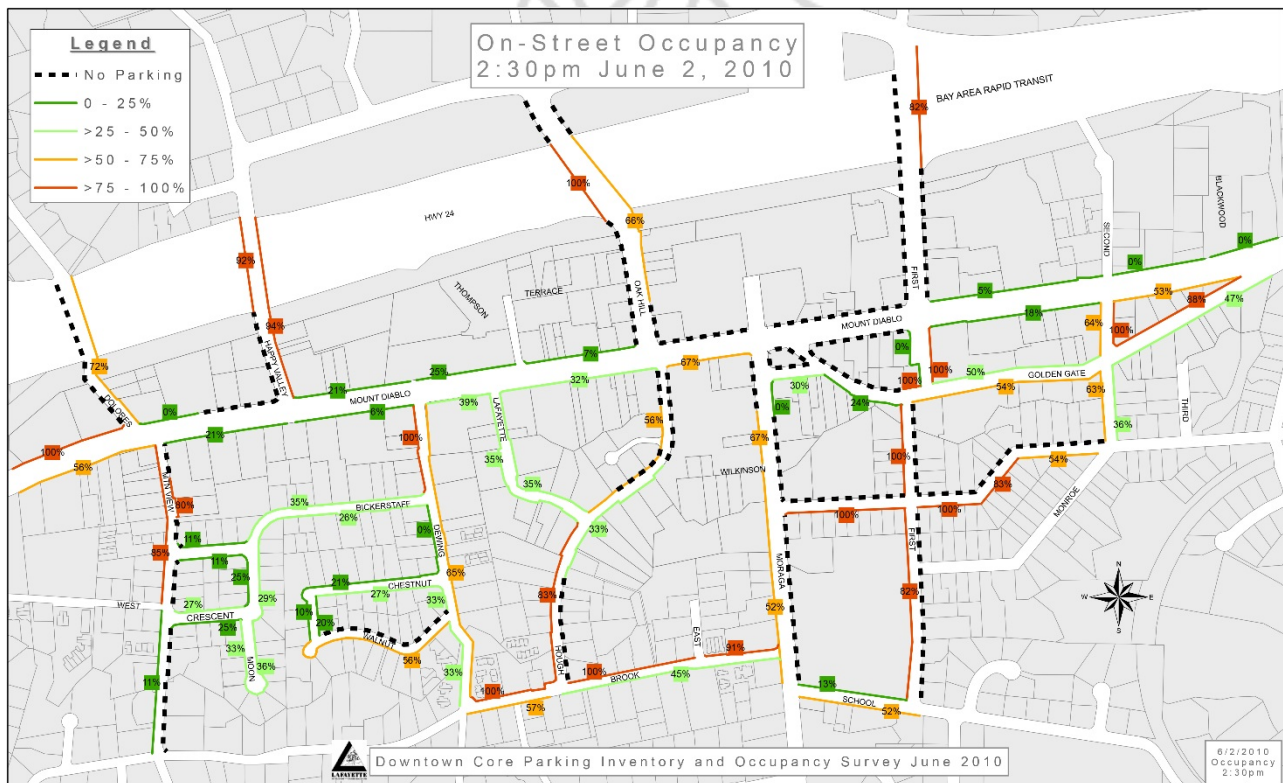 Legend
No Parking
0 - 25%
>25 - 50%
>50 - 75%
>75 - 100%
On-Street Occupancy
2:30pm June 2, 2010
BAY AREA RAPID TRANSIT
82%
100%
66%
HWY 24
SECOND
BLACKWOOD
0%
0%
92%
94%
THOMPSON
TERRACE
OAK HILL
FIRST
5%
53%
88%
47%
18%
64%
100%
72%
DOLORES
HAPPY VALLEY
MOUNT DIABLO
7%
67%
0%
100%
100%
50%
GOLDEN GATE
54%
63%
25%
21%
32%
30%
24%
0%
MOUNT DIABLO
6%
39%
LAFAYETTE
56%
0%
21%
100%
56%
100%
67%
100%
36%
THIRD
MTN VIEW
35%
35%
WILKINSON
54%
80%
35%
BICKERSTAFF
26%
83%
MONROE
100%
100%
33%
0%
DEWING
FIRST
11%
85%
11%
25%
21%
CHESTNUT
27%
65%
33%
MORAGA
83%
82%
WEST
27%
CRESCENT
25%
29%
10%
20%
WALNUT
56%
52%
EAST
33%
36%
MOON
33%
HOUGH
91%
100%
BROOK
45%
11%
100%
57%
13%
SCHOOL
52%
LAFAYETTE
Downtown Core Parking Inventory and Occupancy Survey June 2010
6/2/2010
Occupancy
2:30pm
N
W
E
S